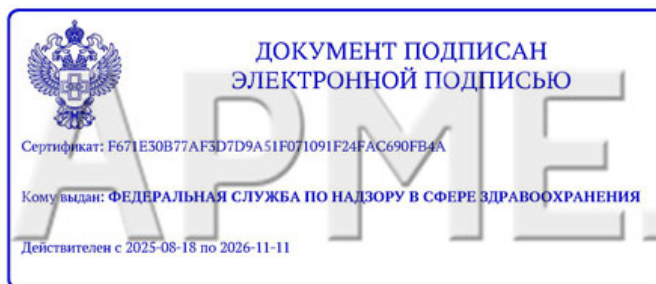 ДОКУМЕНТ ПОДПИСАН
ЭЛЕКТРОННОЙ ПОДПИСЬЮ
Сертификат: F671E30B77AF3D7D9A51F071091F24FAC690FB4A
Кому выдан: ФЕДЕРАЛЬНАЯ СЛУЖБА ПО НАДЗОРУ В СФЕРЕ ЗДРАВООХРАНЕНИЯ
Действителен с 2025-08-18 по 2026-11-11
АРМЕ.